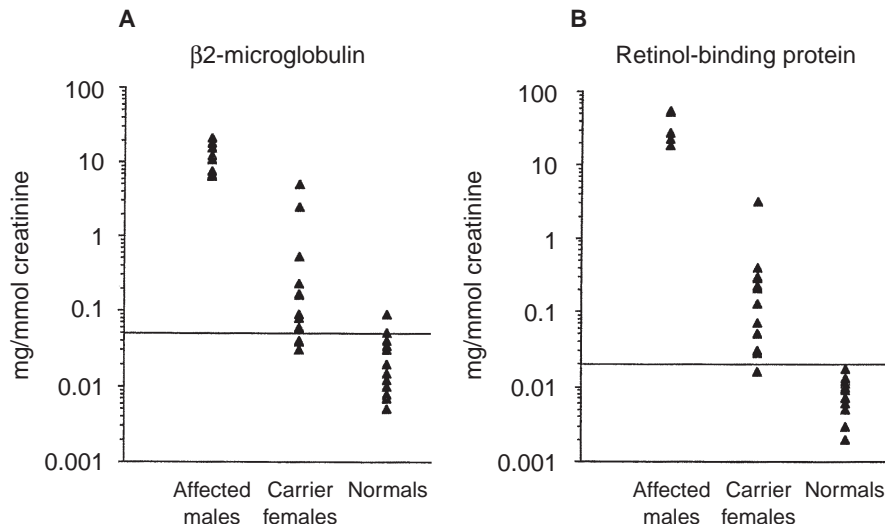 A
β2-microglobulin
mg/mmol creatinine
100
10
1
0.1
0.01
0.001
Affected males
Carrier females
Normals
B
Retinol-binding protein
mg/mmol creatinine
100
10
1
0.1
0.01
0.001
Affected males
Carrier females
Normals